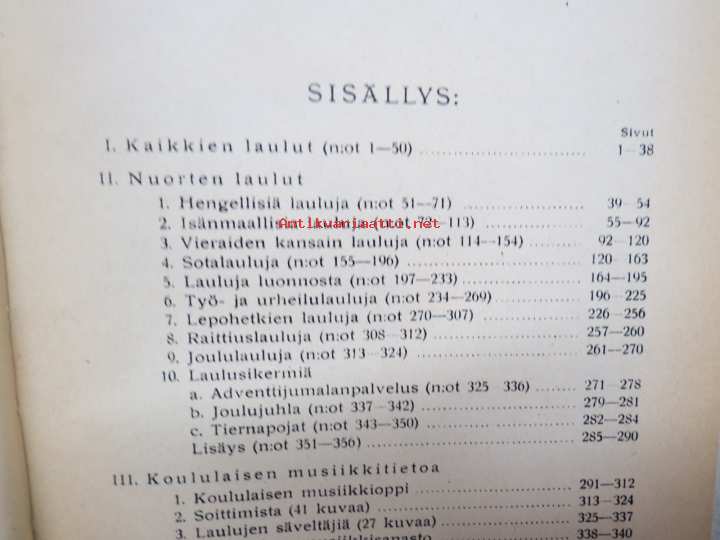 SISÄLLYS:
Sivut
I. Kaikkien laulut (n:ot 1—50) 1—38
II. Nuorten laulut
1. Hengellisiä lauluja (n:ot 51—71) 39—54
2. Isänmaallisia lauluja (n:ot 72—113) 55—92
Antikvariaatti.net
3. Vieraiden kansain lauluja (n:ot 114—154) 92—120
4. Sotalauluja (n:ot 155—196) 120—163
5. Lauluja luonnosta (n:ot 197—233) 164—195
6. Työ- ja urheilulauluja (n:ot 234—269) 196—225
7. Lepohetkien lauluja (n:ot 270—307) 226—256
8. Raittiuslauluja (n:ot 308—312) 257—260
9. Joululauluja (n:ot 313—324) 261—270
10. Laulusikermiä
a. Adventtijumalanpalvelus (n:ot 325—336) 271—278
b. Joulujuhla (n:ot 337—342) 279—281
c. Tiernapojat (n:ot 343—350) 282—284
Lisäys (n:ot 351—356) 285—290
III. Koululaisen musiikkitietoa
1. Koululaisen musiikkioppi 291—312
2. Soittimista (41 kuvaa) 313—324
3. Laulujen säveltäjiä (27 kuvaa) 325—337
338—340